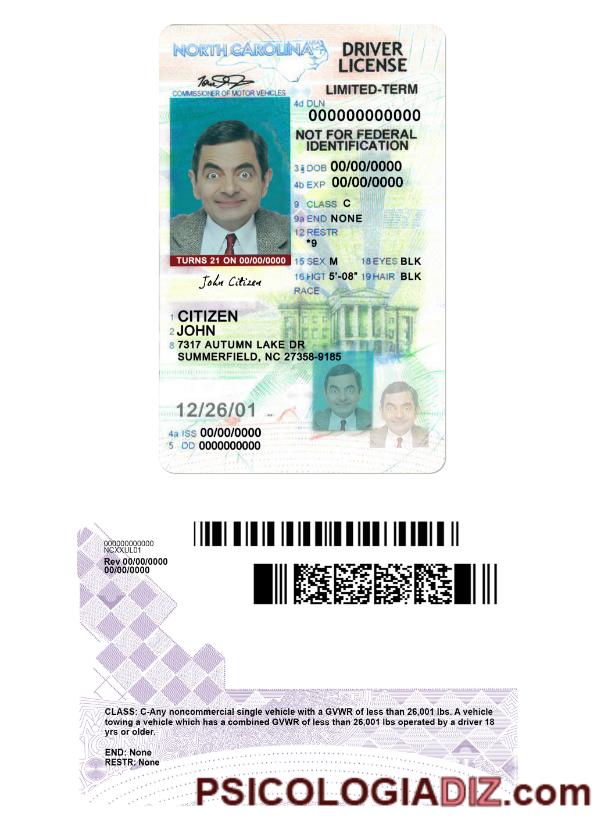 NORTH CAROLINA
DRIVER LICENSE
COMMISSIONER OF MOTOR VEHICLES
LIMITED-TERM
4d DLN
000000000000
NOT FOR FEDERAL
IDENTIFICATION
3 DOB 00/00/0000
4b EXP 00/00/0000
9 CLASS C
9a END NONE
12 RESTR
*9
TURNS 21 ON 00/00/0000
15 SEX M 18 EYES BLK
16 HGT 5'-08" 19 HAIR BLK
RACE
John Citizen
1 CITIZEN
2 JOHN
8 7317 AUTUMN LAKE DR
SUMMERFIELD, NC 27358-9185
12/26/01
4a ISS 00/00/0000
5 DD 0000000000
000000000000
NCXXUL01
Rev 00/00/0000
00/00/0000
CLASS: C-Any noncommercial single vehicle with a GVWR of less than 26,001 lbs. A vehicle
towing a vehicle which has a combined GVWR of less than 26,001 lbs operated by a driver 18
yrs or older.
END: None
RESTR: None
PSICOLOGIADIZ.com